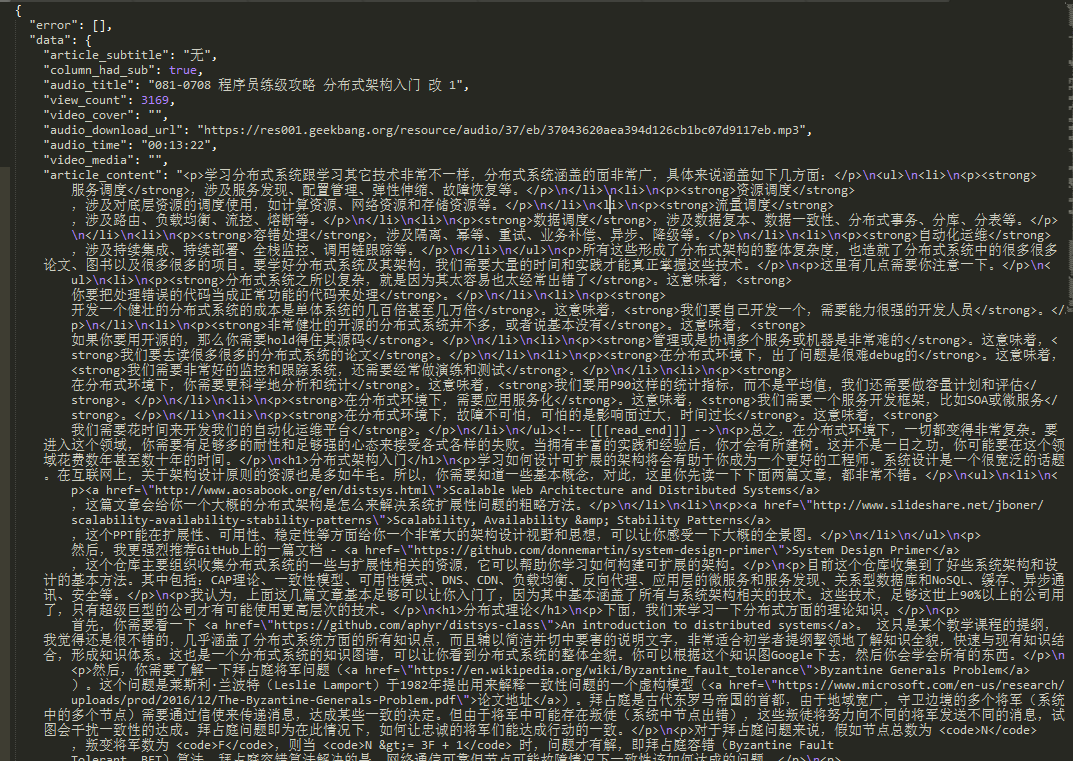 {
"error": [],
"data": {
"article_subtitle": "无",
"column_had_sub": true,
"audio_title": "081-0708 程序员练级攻略 分布式架构入门 改 1",
"view_count": 3169,
"video_cover": "",
"audio_download_url": "https://res001.geekbang.org/resource/audio/37/eb/37043620aea394d126cb1bc07d9117eb.mp3",
"audio_time": "00:13:22",
"video_media": "",
"article_content": "<p>学习分布式系统跟学习其它技术非常不一样，分布式系统涵盖的面非常广，具体来说涵盖如下几方面：</p>\n<ul>\n<li>\n<p><strong>
服务调度</strong>，涉及服务发现、配置管理、弹性伸缩、故障恢复等。</p>\n</li>\n<li>\n<p><strong>资源调度</strong>
，涉及对底层资源的调度使用，如计算资源、网络资源和存储资源等。</p>\n</li>\n<li>\n<p><strong>流量调度</strong>
，涉及路由、负载均衡、流控、熔断等。</p>\n</li>\n<li>\n<p><strong>数据调度</strong>，涉及数据复本、数据一致性、分布式事务、分库、分表等。</p>
\n</li>\n<li>\n<p><strong>容错处理</strong>，涉及隔离、幂等、重试、业务补偿、异步、降级等。</p>\n</li>\n<li>\n<p><strong>自动化运维</strong>
，涉及持续集成、持续部署、全栈监控、调用链跟踪等。</p>\n</li>\n</ul>\n<p>所有这些形成了分布式架构的整体复杂度，也造就了分布式系统中的很多很多
论文、图书以及很多很多的项目。要学好分布式系统及其架构，我们需要大量的时间和实践才能真正掌握这些技术。</p>\n<p>这里有几点需要你注意一下。</p>\n<
ul>\n<li>\n<p><strong>分布式系统之所以复杂，就是因为其太容易也太经常出错了</strong>。这意味着，<strong>
你要把处理错误的代码当成正常功能的代码来处理</strong>。</p>\n</li>\n<li>\n<p><strong>
开发一个健壮的分布式系统的成本是单体系统的几百倍甚至几万倍</strong>。这意味着，<strong>我们要自己开发一个，需要能力很强的开发人员</strong>。</
p>\n</li>\n<li>\n<p><strong>非常健壮的开源的分布式系统并不多，或者说基本没有</strong>。这意味着，<strong>
如果你要用开源的，那么你需要hold得住其源码</strong>。</p>\n</li>\n<li>\n<p><strong>管理或是协调多个服务或机器是非常难的</strong>。这意味着，<
strong>我们要去读很多很多的分布式系统的论文</strong>。</p>\n</li>\n<li>\n<p><strong>在分布式环境下，出了问题是很难debug的</strong>。这意味着，
<strong>我们需要非常好的监控和跟踪系统，还需要经常做演练和测试</strong>。</p>\n</li>\n<li>\n<p><strong>
在分布式环境下，你需要更科学地分析和统计</strong>。这意味着，<strong>我们要用P90这样的统计指标，而不是平均值，我们还需要做容量计划和评估</
strong>。</p>\n</li>\n<li>\n<p><strong>在分布式环境下，需要应用服务化</strong>。这意味着，<strong>我们需要一个服务开发框架，比如SOA或微服务</
strong>。</p>\n</li>\n<li>\n<p><strong>在分布式环境下，故障不可怕，可怕的是影响面过大，时间过长</strong>。这意味着，<strong>
我们需要花时间来开发我们的自动化运维平台</strong>。</p>\n</li>\n</ul>\n<!-- [[[read_end]]] -->\n<p>总之，在分布式环境下，一切都变得非常复杂。要
进入这个领域，你需要有足够多的耐性和足够强的心态来接受各式各样的失败。当拥有丰富的实践和经验后，你才会有所建树。这并不是一日之功，你可能要在这个领
域花费数年甚至数十年的时间。</p>\n<h1>分布式架构入门</h1>\n<p>学习如何设计可扩展的架构将会有助于你成为一个更好的工程师。系统设计是一个很宽泛的话题
。在互联网上，关于架构设计原则的资源也是多如牛毛。所以，你需要知道一些基本概念，对此，这里你先读一下下面两篇文章，都非常不错。</p>\n<ul>\n<li>\n<
p><a href=\"http://www.aosabook.org/en/distsys.html\">Scalable Web Architecture and Distributed Systems</a>
，这篇文章会给你一个大概的分布式架构是怎么来解决系统扩展性问题的粗略方法。</p>\n</li>\n<li>\n<p><a href=\"http://www.slideshare.net/jboner/
scalability-availability-stability-patterns\">Scalability, Availability &amp; Stability Patterns</a>
，这个PPT能在扩展性、可用性、稳定性等方面给你一个非常大的架构设计视野和思想，可以让你感受一下大概的全景图。</p>\n</li>\n</ul>\n<p>
然后，我更强烈推荐GitHub上的一篇文档 - <a href=\"https://github.com/donnemartin/system-design-primer\">System Design Primer</a>
，这个仓库主要组织收集分布式系统的一些与扩展性相关的资源，它可以帮助你学习如何构建可扩展的架构。</p>\n<p>目前这个仓库收集到了好些系统架构和设
计的基本方法。其中包括：CAP理论、一致性模型、可用性模式、DNS、CDN、负载均衡、反向代理、应用层的微服务和服务发现、关系型数据库和NoSQL、缓存、异步通
讯、安全等。</p>\n<p>我认为，上面这几篇文章基本足够可以让你入门了，因为其中基本涵盖了所有与系统架构相关的技术。这些技术，足够这世上90%以上的公司用
了，只有超级巨型的公司才有可能使用更高层次的技术。</p>\n<h1>分布式理论</h1>\n<p>下面，我们来学习一下分布式方面的理论知识。</p>\n<p>
首先，你需要看一下 <a href=\"https://github.com/aphyr/distsys-class\">An introduction to distributed systems</a>。 这只是某个教学课程的提纲，
我觉得还是很不错的，几乎涵盖了分布式系统方面的所有知识点，而且辅以简洁并切中要害的说明文字，非常适合初学者提纲挈领地了解知识全貌，快速与现有知识结
合，形成知识体系。这也是一个分布式系统的知识图谱，可以让你看到分布式系统的整体全貌。你可以根据这个知识图Google下去，然后你会学会所有的东西。</p>\n
<p>然后，你需要了解一下拜占庭将军问题（<a href=\"https://en.wikipedia.org/wiki/Byzantine_fault_tolerance\">Byzantine Generals Problem</a>
）。这个问题是莱斯利·兰波特（Leslie Lamport）于1982年提出用来解释一致性问题的一个虚构模型（<a href=\"https://www.microsoft.com/en-us/research/
uploads/prod/2016/12/The-Byzantine-Generals-Problem.pdf\">论文地址</a>）。拜占庭是古代东罗马帝国的首都，由于地域宽广，守卫边境的多个将军（系统
中的多个节点）需要通过信使来传递消息，达成某些一致的决定。但由于将军中可能存在叛徒（系统中节点出错），这些叛徒将努力向不同的将军发送不同的消息，试
图会干扰一致性的达成。拜占庭问题即为在此情况下，如何让忠诚的将军们能达成行动的一致。</p>\n<p>对于拜占庭问题来说，假如节点总数为 <code>N</code>
，叛变将军数为 <code>F</code>，则当 <code>N &gt;= 3F + 1</code> 时，问题才有解，即拜占庭容错（Byzantine Fault
Tolerant，BFT）算法。拜占庭容错算法解决的是，网络通信可靠但节点可能故障情况下一致性该如何达成的问题。</p>\n<p>